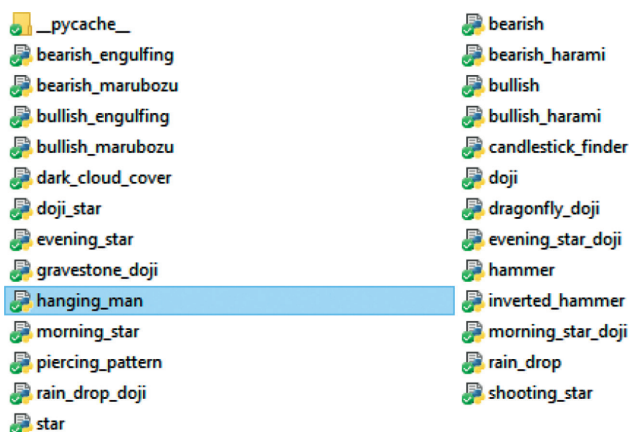 __pycache__
bearish
bearish_engulfing
bearish_harami
bearish_marubozu
bullish
bullish_engulfing
bullish_harami
bullish_marubozu
candlestick_finder
dark_cloud_cover
doji
doji_star
dragonfly_doji
evening_star
evening_star_doji
gravestone_doji
hammer
hanging_man
inverted_hammer
morning_star
morning_star_doji
piercing_pattern
rain_drop
rain_drop_doji
shooting_star
star